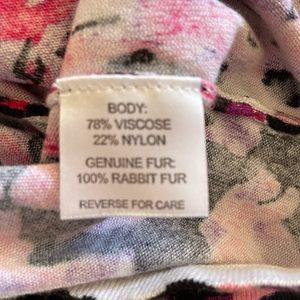 BODY:
78% VISCOSE
22% NYLON
GENUINE FUR:
100% RABBIT FUR
REVERSE FOR CARE